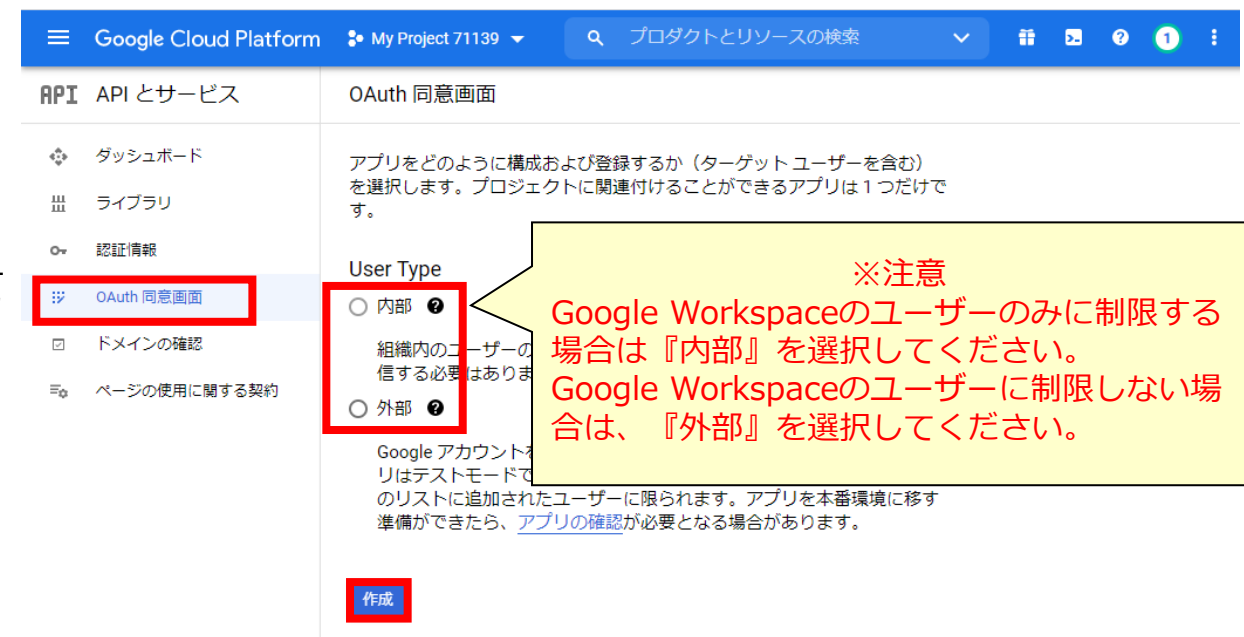 Google Cloud Platform My Project 71139 プロダクトとリソースの検索 1
API API とサービス
OAuth 同意画面
ダッシュボード
ライブラリ
認証情報
OAuth 同意画面
ドメインの確認
ページの使用に関する契約
アプリをどのように構成および登録するか（ターゲット ユーザーを含む）
を選択します。プロジェクトに関連付けることができるアプリは 1 つだけで
す。
User Type
内部
組織内のユーザーの
信する必要はありま
外部
Google アカウントを
リはテストモードで
のリストに追加されたユーザーに限られます。アプリを本番環境に移す
準備ができたら、アプリの確認が必要となる場合があります。
※注意
Google Workspaceのユーザーのみに制限する
場合は『内部』を選択してください。
Google Workspaceのユーザーに制限しない場
合は、『外部』を選択してください。
作成